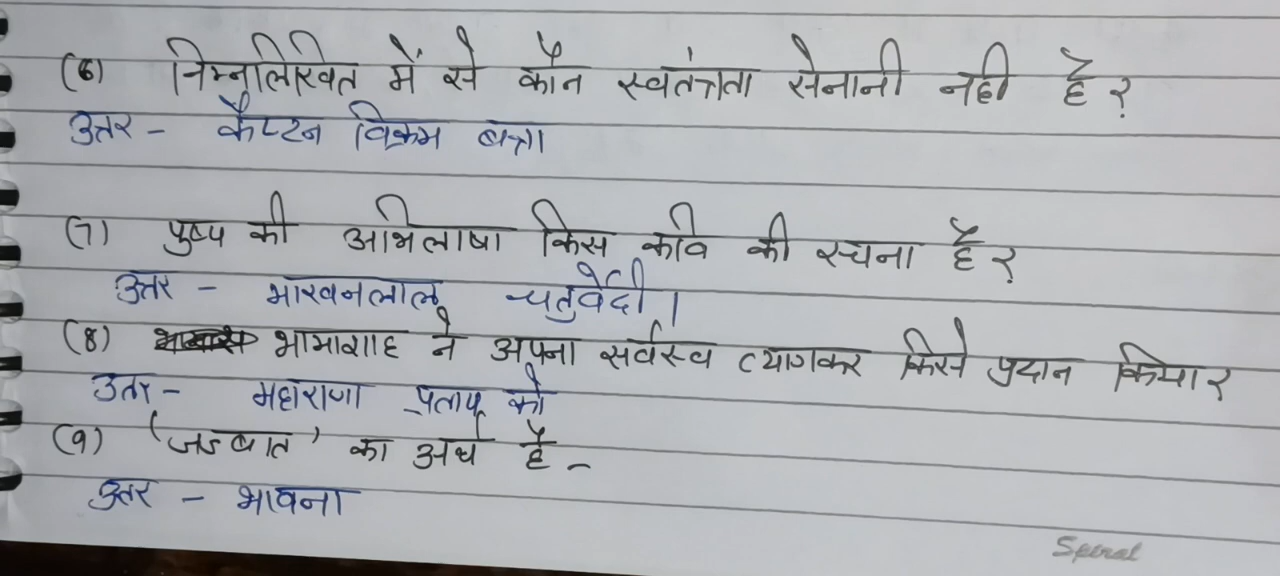 (6) निम्नलिखित में से कौन स्वतंत्रता सेनानी नही है?
उत्तर - कैप्टन विक्रम बत्रा
(7) पुष्प की अभिलाषा किस कवि की रचना है?
उत्तर - माखनलाल चतुर्वेदी।
(8) भामाशाह ने अपना सर्वस्व त्यागकर किसे प्रदान किया?
उत्तर - महाराणा प्रताप को
(9) 'जज्बात' का अर्थ है -
उत्तर - भावना
Spiral